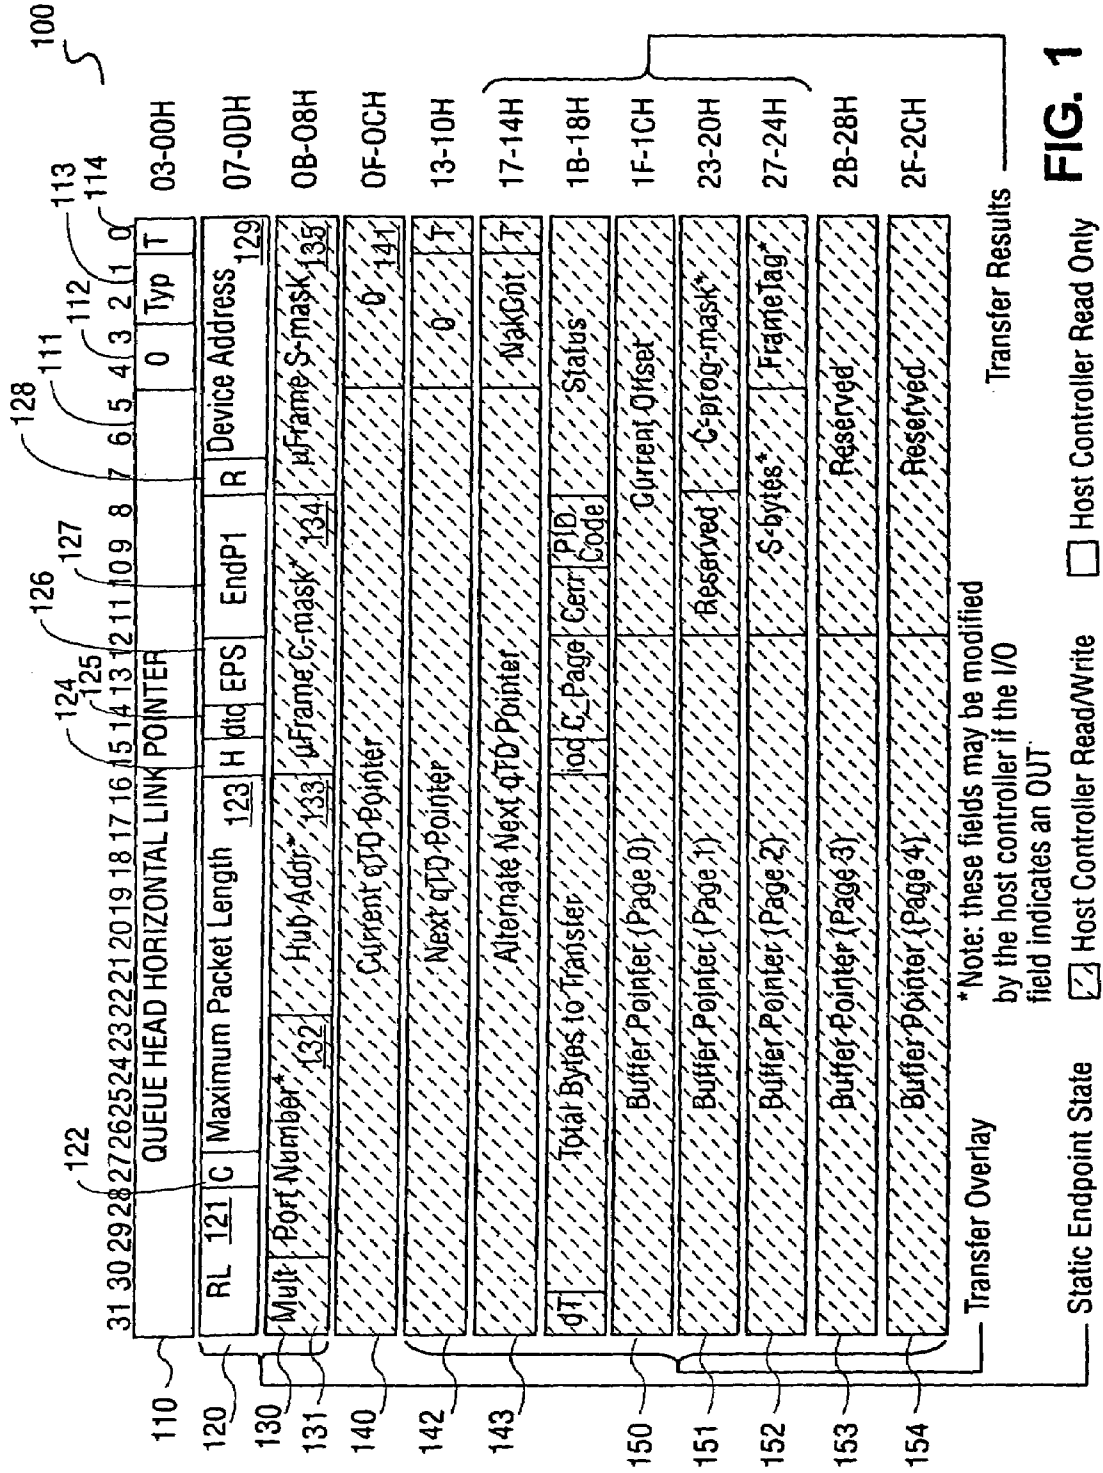 100
122
124
125
126
127
128
111
112
113
114
31 30 29 28 27 26 25 24 23 22 21 20 19 18 17 16 15 14 13 12 11 10 9 8 7 6 5 4 3 2 1 0
110 QUEUE HEAD HORIZONTAL LINK POINTER 0 Typ T 03-00H
120 RL 121 C Maximum Packet Length 123 H dtc EPS EndP1 R Device Address 129 07-0DH
130 Mult Port Number* 132 Hub Addr* 133 µFrame C-mask* 134 µFrame S-mask 135 0B-08H
131
140 Current qTD Pointer 0 141 0F-0CH
142 Next qTD Pointer 0 T 13-10H
143 Alternate Next qTD Pointer NakCnt T 17-14H
dT Total Bytes to Transfer ioc C_Page Cerr PID Code Status 1B-18H
150 Buffer Pointer (Page 0) Current Offset 1F-1CH
151 Buffer Pointer (Page 1) Reserved C-prog-mask* 23-20H
152 Buffer Pointer (Page 2) S-bytes* FrameTag* 27-24H
153 Buffer Pointer (Page 3) Reserved 2B-28H
154 Buffer Pointer (Page 4) Reserved 2F-2CH
Transfer Overlay
*Note: these fields may be modified
by the host controller if the I/O
field indicates an OUT
Transfer Results
Static Endpoint State
Host Controller Read/Write
Host Controller Read Only
FIG. 1